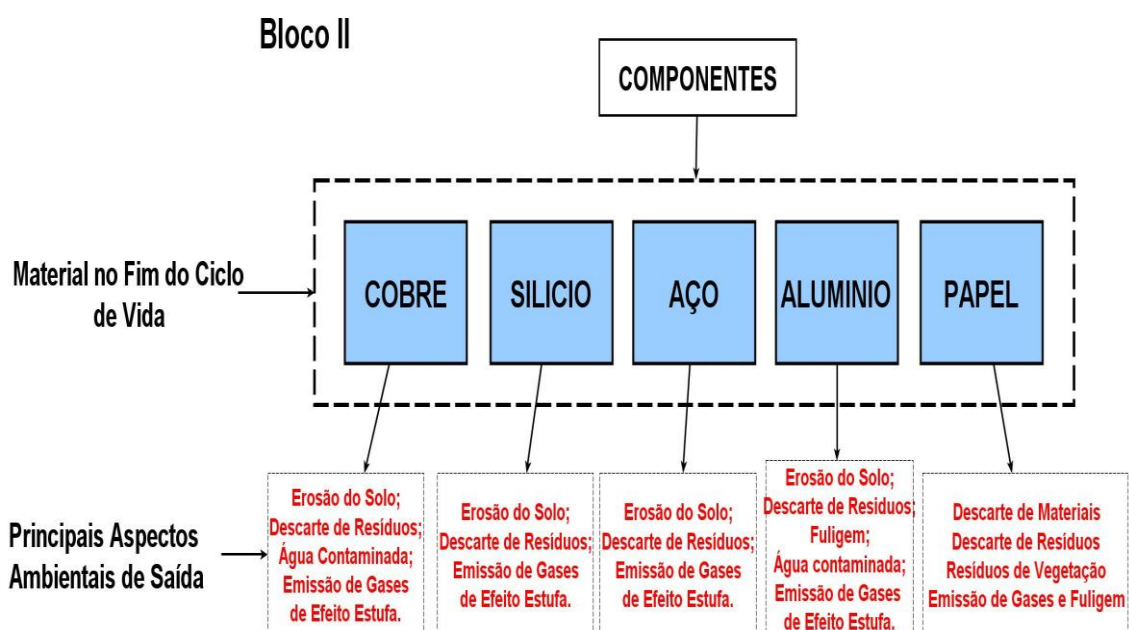 Bloco II
COMPONENTES
Material no Fim do Ciclo
de Vida
COBRE
SILICIO
AÇO
ALUMINIO
PAPEL
Principais Aspectos
Ambientais de Saída
Erosão do Solo;
Descarte de Resíduos;
Água Contaminada;
Emissão de Gases
de Efeito Estufa.
Erosão do Solo;
Descarte de Resíduos;
Emissão de Gases
de Efeito Estufa.
Erosão do Solo;
Descarte de Resíduos;
Emissão de Gases
de Efeito Estufa.
Erosão do Solo;
Descarte de Resíduos;
Fuligem;
Água contaminada;
Emissão de Gases
de Efeito Estufa.
Descarte de Materiais
Descarte de Resíduos
Resíduos de Vegetação
Emissão de Gases e Fuligem